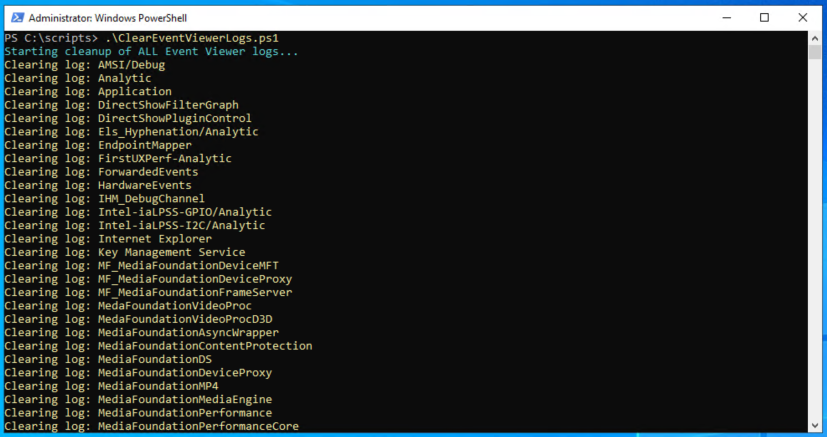 Administrator: Windows PowerShell
PS C:\scripts> .\ClearEventViewerLogs.ps1
Starting cleanup of ALL Event Viewer logs...
Clearing log: AMSI/Debug
Clearing log: Analytic
Clearing log: Application
Clearing log: DirectShowFilterGraph
Clearing log: DirectShowPluginControl
Clearing log: Els_Hyphenation/Analytic
Clearing log: EndpointMapper
Clearing log: FirstUXPerf-Analytic
Clearing log: ForwardedEvents
Clearing log: HardwareEvents
Clearing log: IHM_DebugChannel
Clearing log: Intel-iaLPSS-GPIO/Analytic
Clearing log: Intel-iaLPSS-I2C/Analytic
Clearing log: Internet Explorer
Clearing log: Key Management Service
Clearing log: MF_MediaFoundationDeviceMFT
Clearing log: MF_MediaFoundationDeviceProxy
Clearing log: MF_MediaFoundationFrameServer
Clearing log: MedaFoundationVideoProc
Clearing log: MedaFoundationVideoProcD3D
Clearing log: MediaFoundationAsyncWrapper
Clearing log: MediaFoundationContentProtection
Clearing log: MediaFoundationDS
Clearing log: MediaFoundationDeviceProxy
Clearing log: MediaFoundationMP4
Clearing log: MediaFoundationMediaEngine
Clearing log: MediaFoundationPerformance
Clearing log: MediaFoundationPerformanceCore